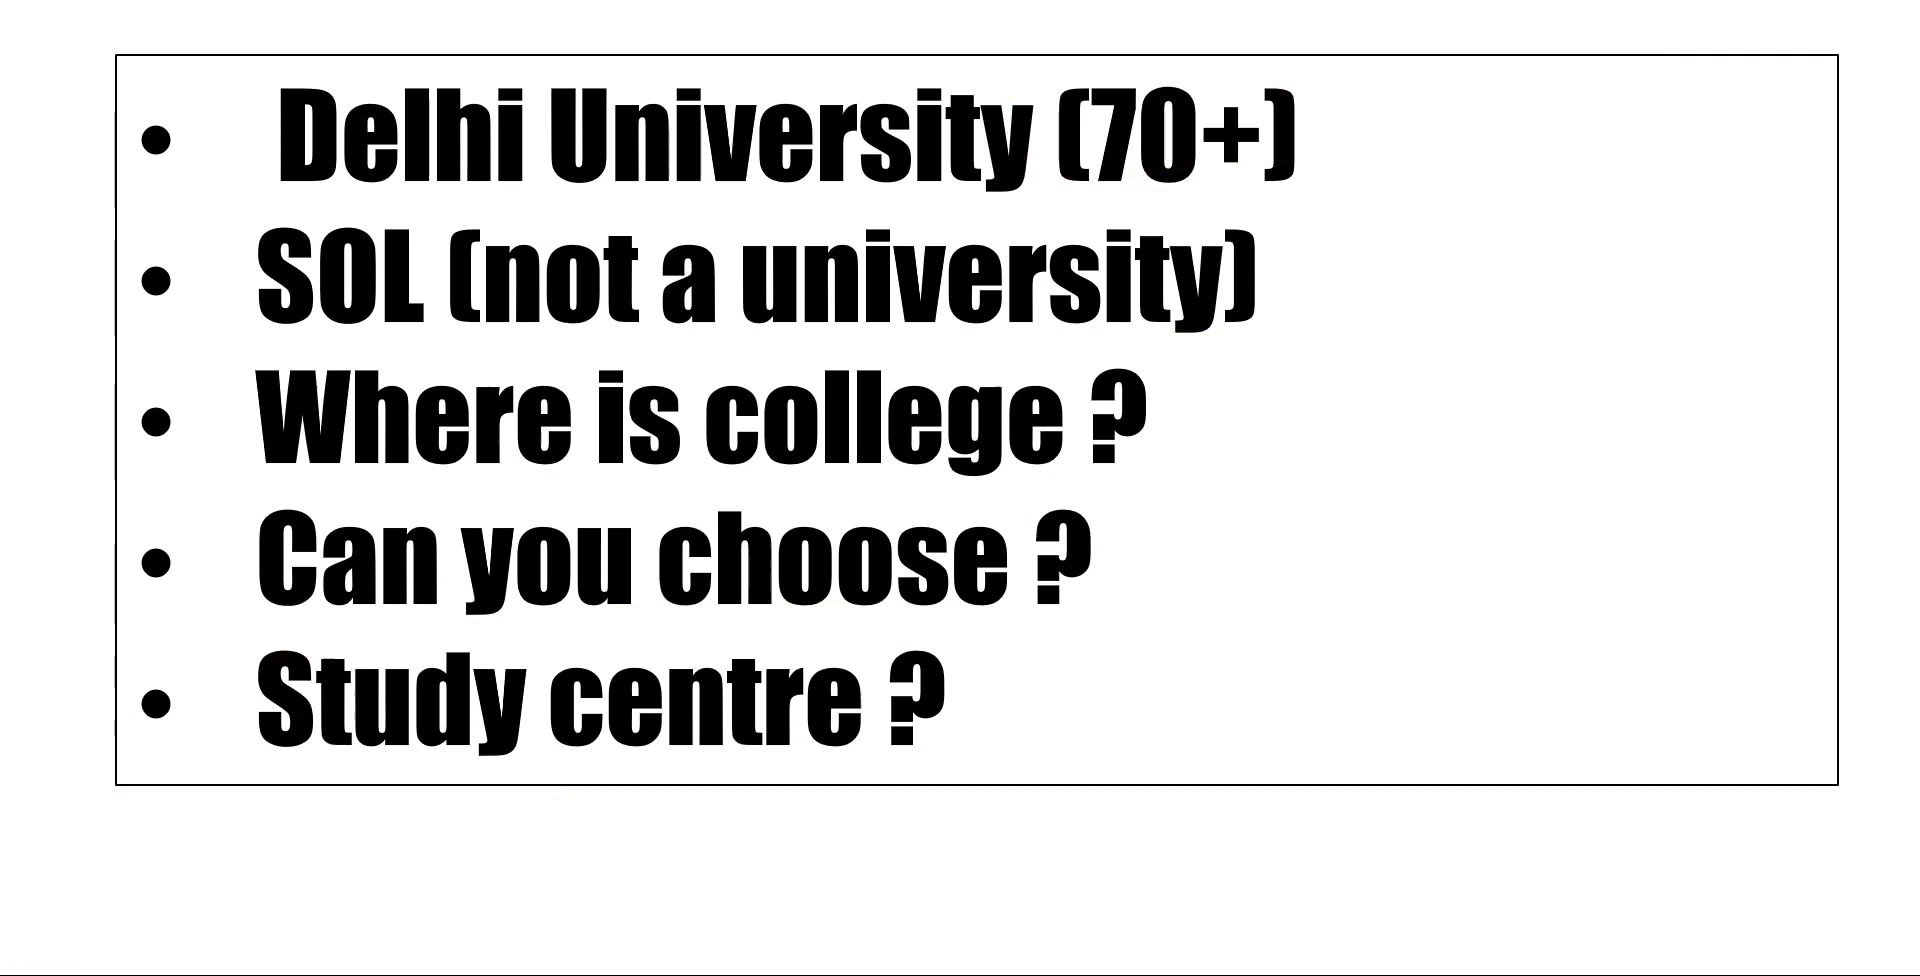 • Delhi University (70+)
• SOL (not a university)
• Where is college ?
• Can you choose ?
• Study centre ?